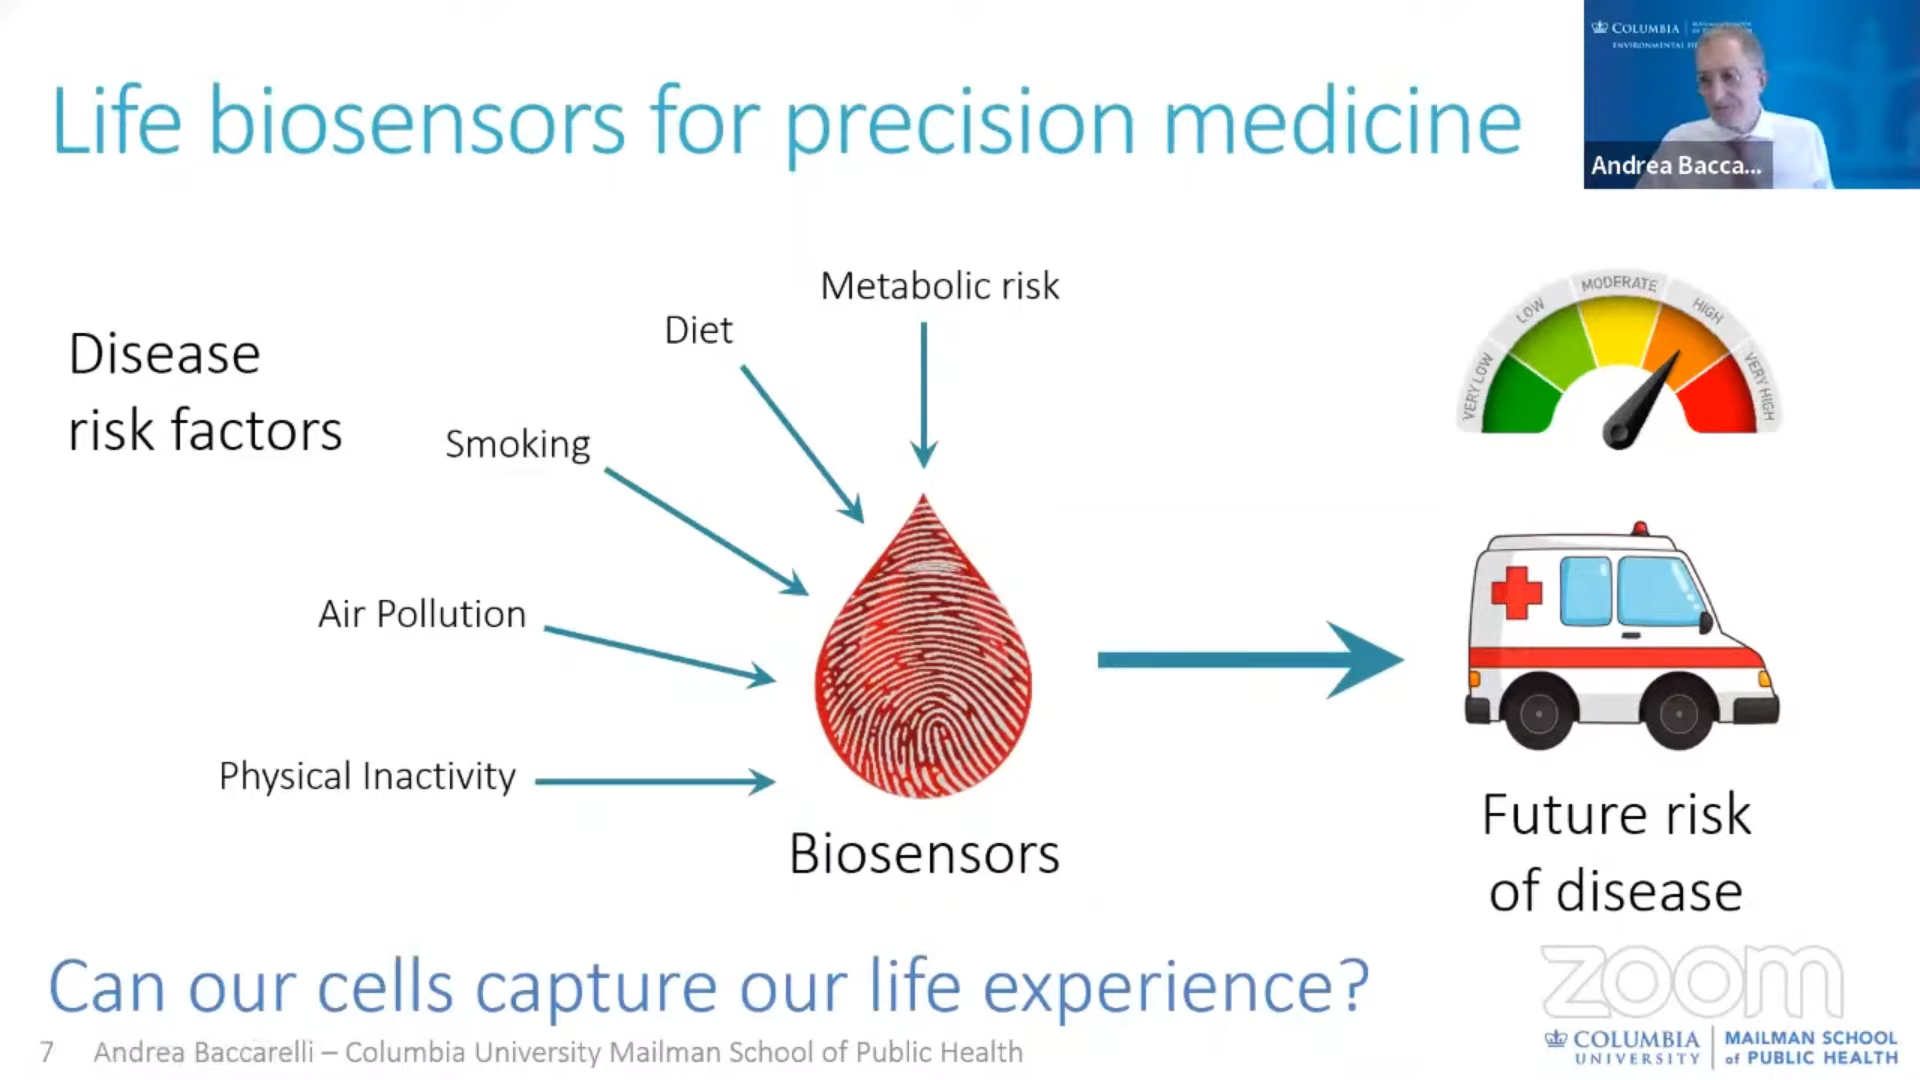 Life biosensors for precision medicine
COLUMBIA
ENVIRONMENTAL HE
Andrea Bacca...
Metabolic risk
Diet
Disease
risk factors
Smoking
Air Pollution
Physical Inactivity
Biosensors
VERY LOW
LOW
MODERATE
HIGH
VERY HIGH
Future risk
of disease
Can our cells capture our life experience?
zoom
7 Andrea Baccarelli – Columbia University Mailman School of Public Health
COLUMBIA
UNIVERSITY
MAILMAN SCHOOL
of PUBLIC HEALTH